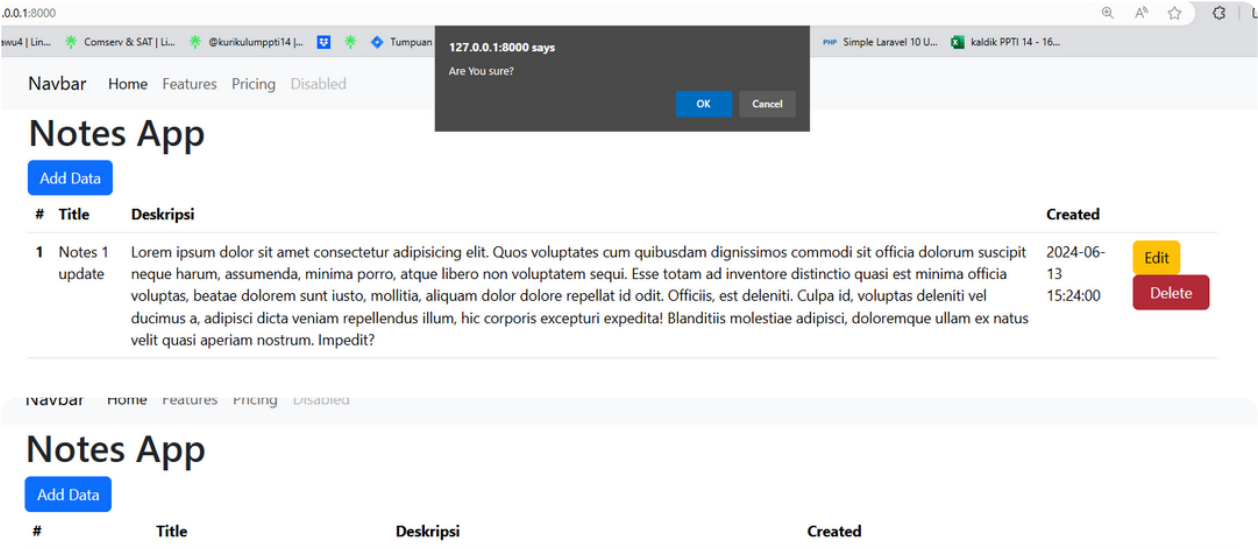 .0.0.1:8000
awu4 | Lin... Comserv & SAT | Li... @kurikulumppti14 |... Tumpuan PHP Simple Laravel 10 U... kaldik PPTI 14 - 16...
127.0.0.1:8000 says
Are You sure?
OK Cancel
Navbar Home Features Pricing Disabled
Notes App
Add Data
# Title Deskripsi Created
1 Notes 1 update
Lorem ipsum dolor sit amet consectetur adipisicing elit. Quos voluptates cum quibusdam dignissimos commodi sit officia dolorum suscipit
neque harum, assumenda, minima porro, atque libero non voluptatem sequi. Esse totam ad inventore distinctio quasi est minima officia
voluptas, beatae dolorem sunt iusto, mollitia, aliquam dolor dolore repellat id odit. Officiis, est deleniti. Culpa id, voluptas deleniti vel
ducimus a, adipisci dicta veniam repellendus illum, hic corporis excepturi expedita! Blanditiis molestiae adipisci, doloremque ullam ex natus
velit quasi aperiam nostrum. Impedit?
2024-06-
13
15:24:00
Edit
Delete
Navbar Home Features Pricing Disabled
Notes App
Add Data
# Title Deskripsi Created